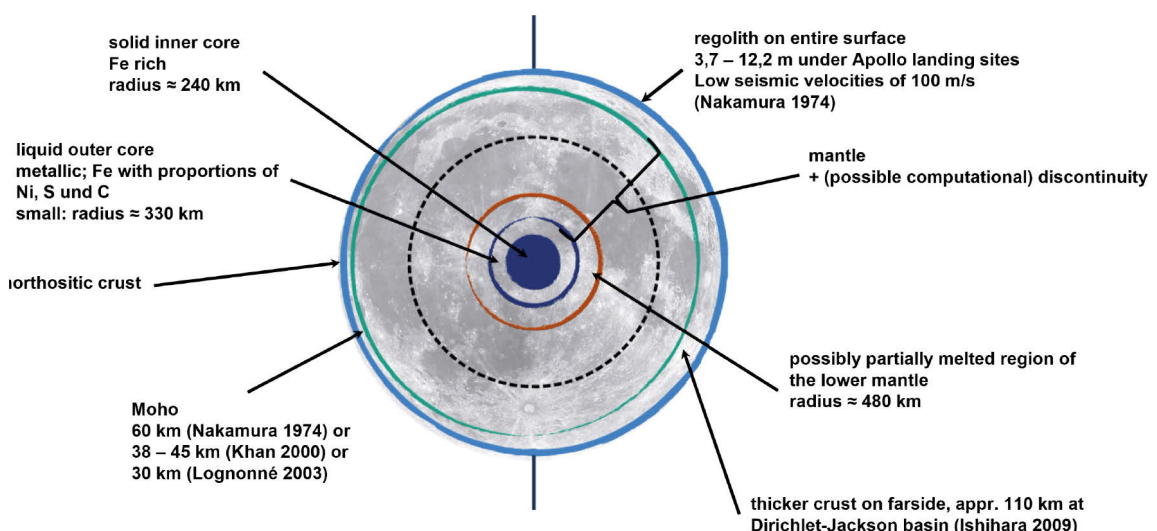 solid inner core
Fe rich
radius ≈ 240 km
regolith on entire surface
3,7 – 12,2 m under Apollo landing sites
Low seismic velocities of 100 m/s
(Nakamura 1974)
liquid outer core
metallic; Fe with proportions of
Ni, S und C
small: radius ≈ 330 km
mantle
+ (possible computational) discontinuity
northositic crust
possibly partially melted region of
the lower mantle
radius ≈ 480 km
Moho
60 km (Nakamura 1974) or
38 – 45 km (Khan 2000) or
30 km (Lognonné 2003)
thicker crust on farside, appr. 110 km at
Dirichlet-Jackson basin (Ishihara 2009)